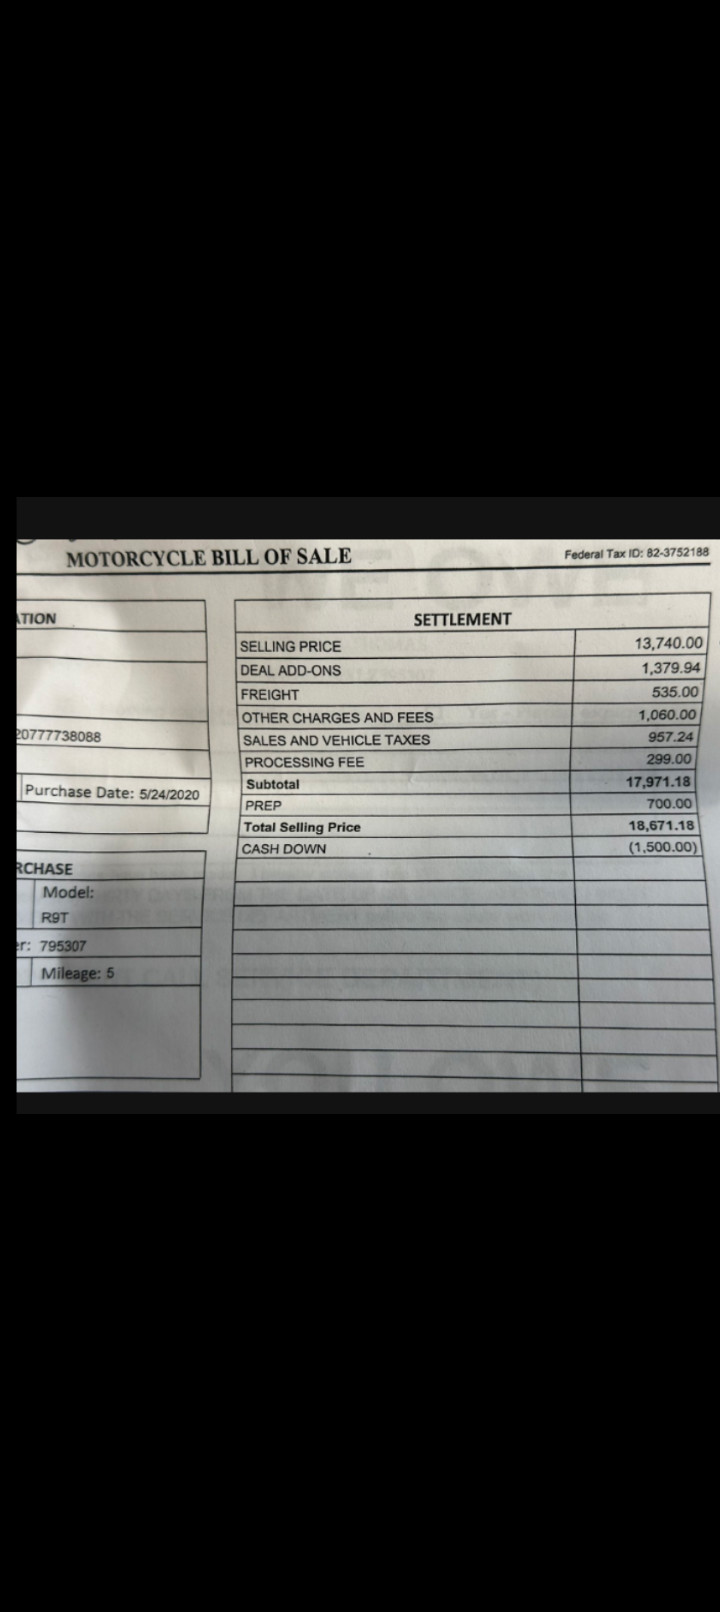 MOTORCYCLE BILL OF SALE
Federal Tax ID: 82-3752188
ATION
20777738088
Purchase Date: 5/24/2020
RCHASE
Model:
R9T
er: 795307
Mileage: 5
SETTLEMENT
SELLING PRICE 13,740.00
DEAL ADD-ONS 1,379.94
FREIGHT 535.00
OTHER CHARGES AND FEES 1,060.00
SALES AND VEHICLE TAXES 957.24
PROCESSING FEE 299.00
Subtotal 17,971.18
PREP 700.00
Total Selling Price 18,671.18
CASH DOWN (1,500.00)